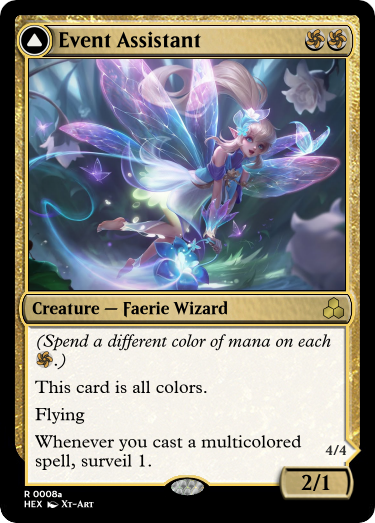 Event Assistant
Creature — Faerie Wizard
(Spend a different color of mana on each
.)
This card is all colors.
Flying
Whenever you cast a multicolored
spell, surveil 1.
4/4
2/1
R 0008a
HEX Xt-Art